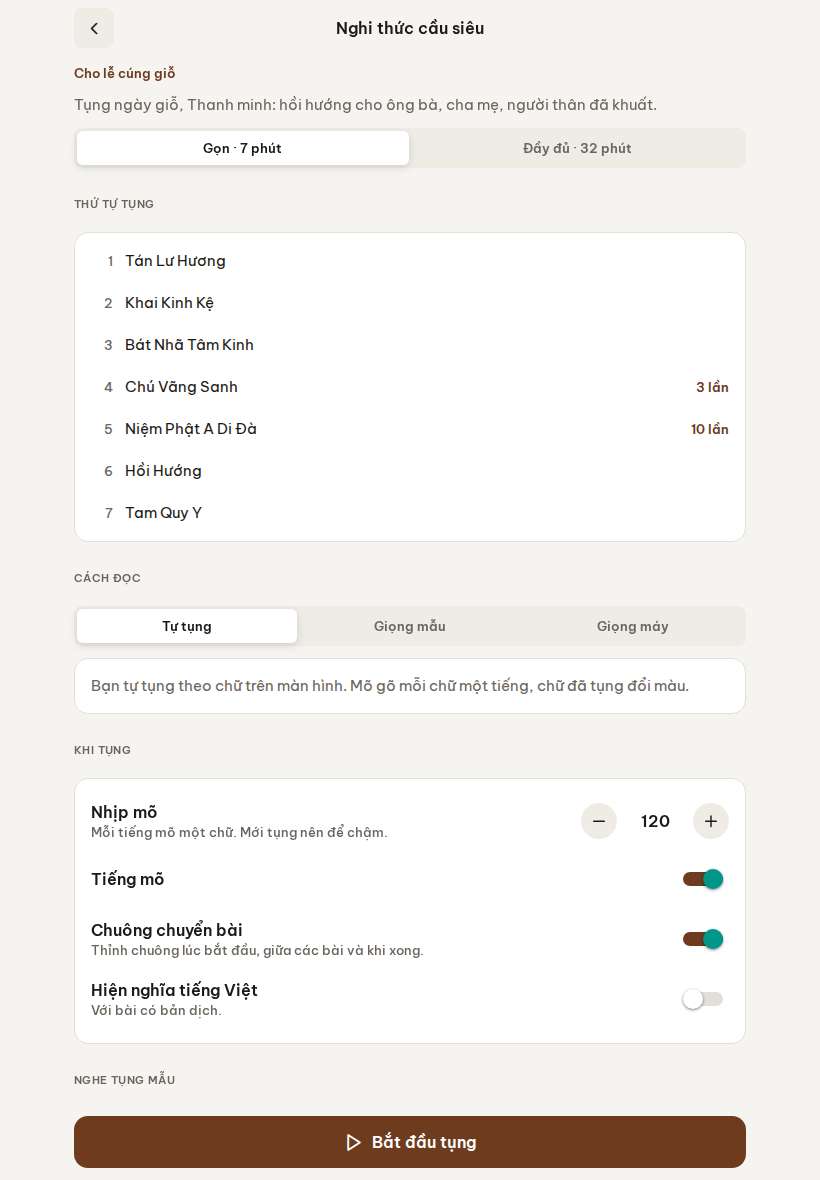 Nghi thức cầu siêu
Cho lễ cúng giỗ
Tụng ngày giỗ, Thanh minh: hồi hướng cho ông bà, cha mẹ, người thân đã khuất.
Gọn · 7 phút
Đầy đủ · 32 phút
THỨ TỰ TỤNG
1 Tán Lư Hương
2 Khai Kinh Kệ
3 Bát Nhã Tâm Kinh
4 Chú Vãng Sanh 3 lần
5 Niệm Phật A Di Đà 10 lần
6 Hồi Hướng
7 Tam Quy Y
CÁCH ĐỌC
Tự tụng
Giọng mẫu
Giọng máy
Bạn tự tụng theo chữ trên màn hình. Mõ gõ mỗi chữ một tiếng, chữ đã tụng đổi màu.
KHI TỤNG
Nhịp mõ
Mỗi tiếng mõ một chữ. Mới tụng nên để chậm.
120
Tiếng mõ
Chuông chuyển bài
Thỉnh chuông lúc bắt đầu, giữa các bài và khi xong.
Hiện nghĩa tiếng Việt
Với bài có bản dịch.
NGHE TỤNG MẪU
Bắt đầu tụng